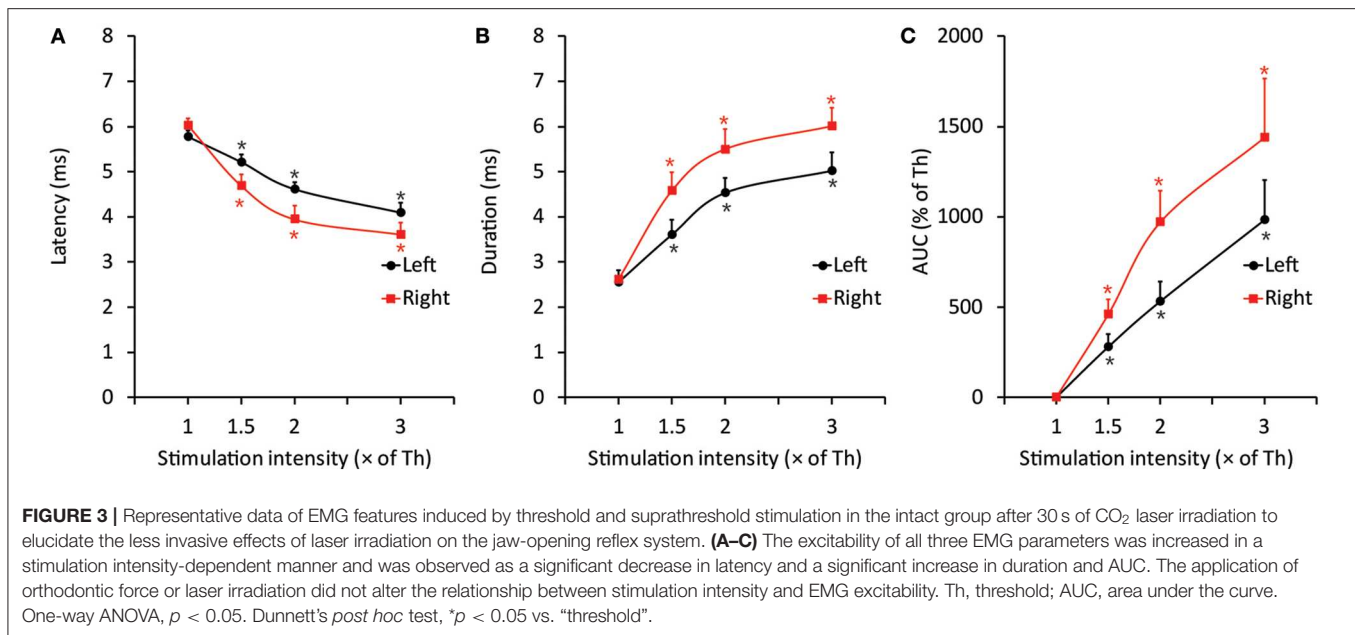 A
8
7
6
5
4
3
2
1
0
Latency (ms)
*
*
*
*
*
*
Left
Right
1 1.5 2 3
Stimulation intensity (× of Th)
B
8
7
6
5
4
3
2
1
0
Duration (ms)
*
*
*
*
*
*
Left
Right
1 1.5 2 3
Stimulation intensity (× of Th)
C
2000
1500
1000
500
0
AUC (% of Th)
*
*
*
*
*
*
Left
Right
1 1.5 2 3
Stimulation intensity (× of Th)
FIGURE 3 | Representative data of EMG features induced by threshold and suprathreshold stimulation in the intact group after 30 s of CO₂ laser irradiation to
elucidate the less invasive effects of laser irradiation on the jaw-opening reflex system. (A–C) The excitability of all three EMG parameters was increased in a
stimulation intensity-dependent manner and was observed as a significant decrease in latency and a significant increase in duration and AUC. The application of
orthodontic force or laser irradiation did not alter the relationship between stimulation intensity and EMG excitability. Th, threshold; AUC, area under the curve.
One-way ANOVA, p < 0.05. Dunnett's post hoc test, *p < 0.05 vs. “threshold”.